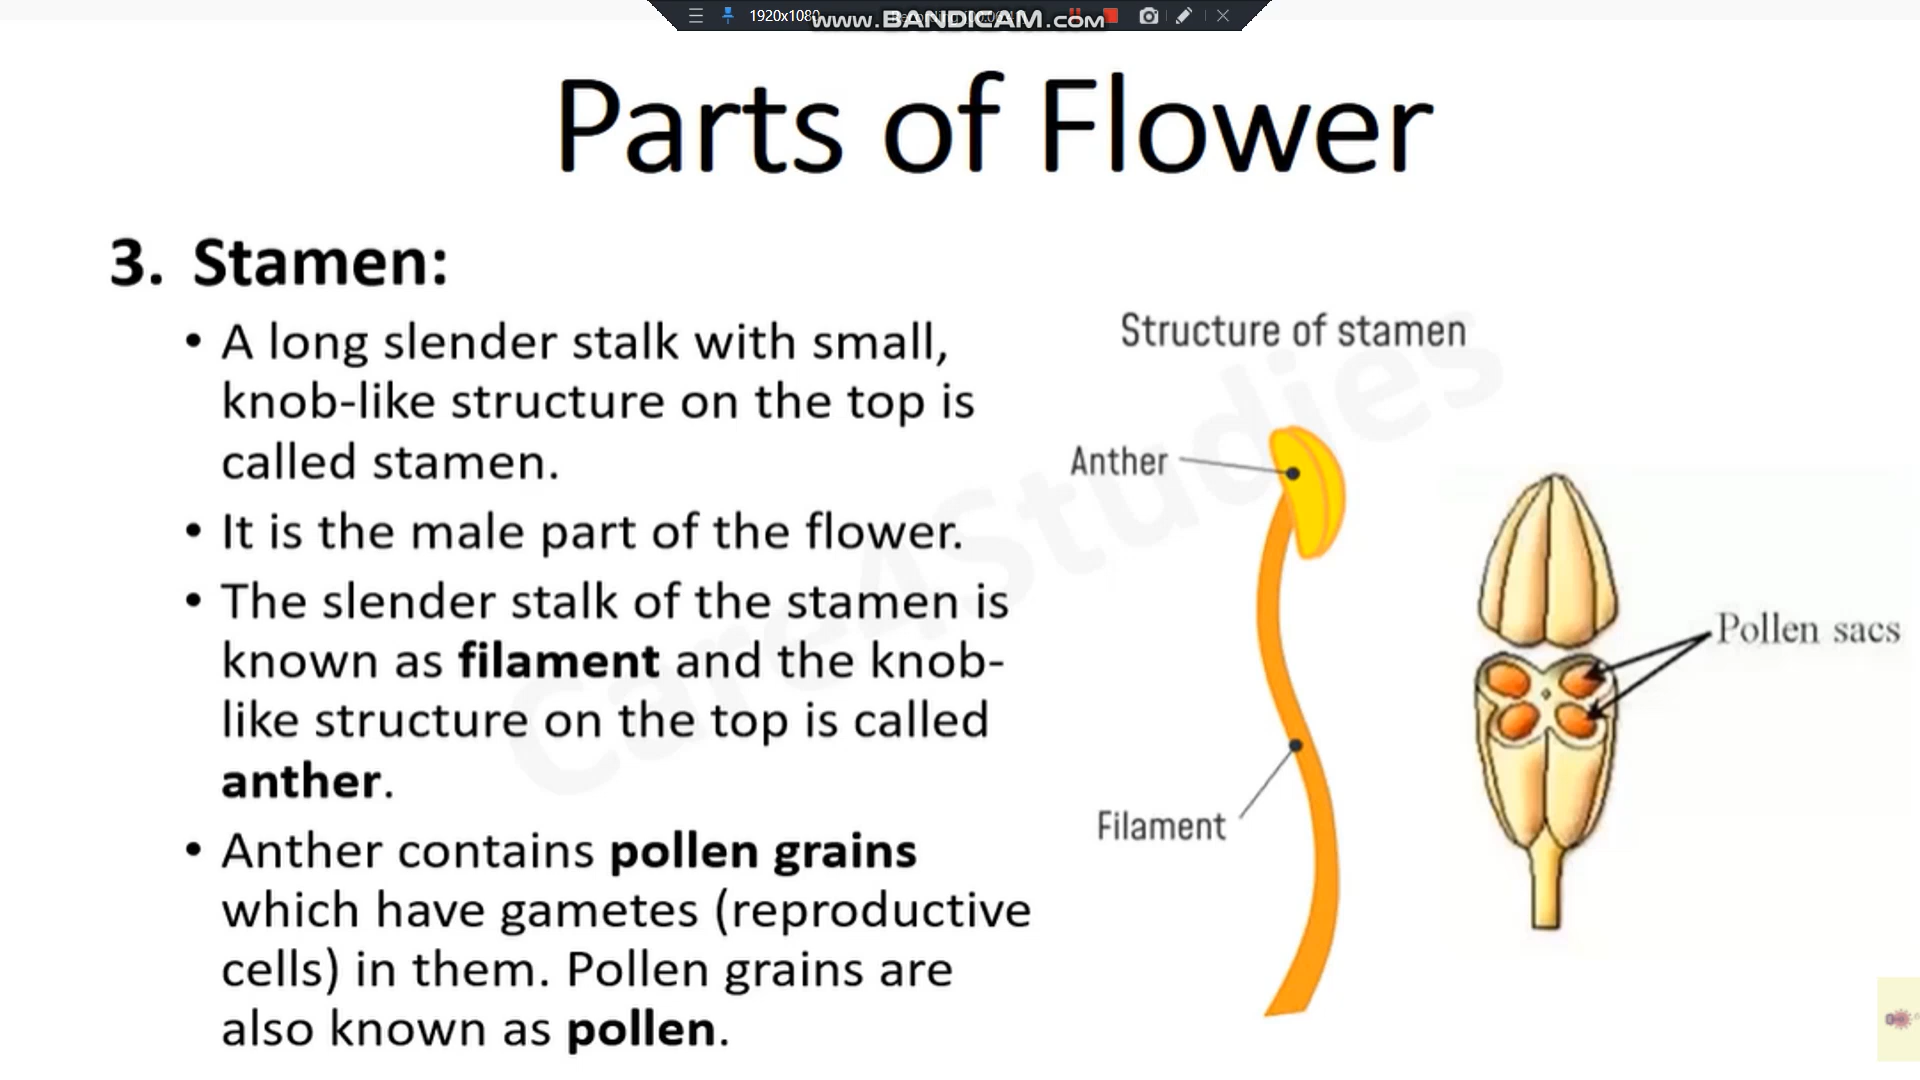 1920x1080
www.BANDICAM.com
Parts of Flower
3. Stamen:
• A long slender stalk with small,
knob-like structure on the top is
called stamen.
• It is the male part of the flower.
• The slender stalk of the stamen is
known as filament and the knob-
like structure on the top is called
anther.
• Anther contains pollen grains
which have gametes (reproductive
cells) in them. Pollen grains are
also known as pollen.
Structure of stamen
Anther
Filament
Pollen sacs
Care4Studies